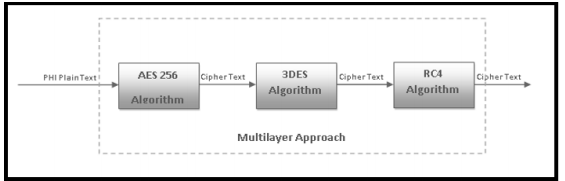 PHI Plain Text
AES 256
Algorithm
Cipher Text
3DES
Algorithm
Cipher Text
RC4
Algorithm
Cipher Text
Multilayer Approach